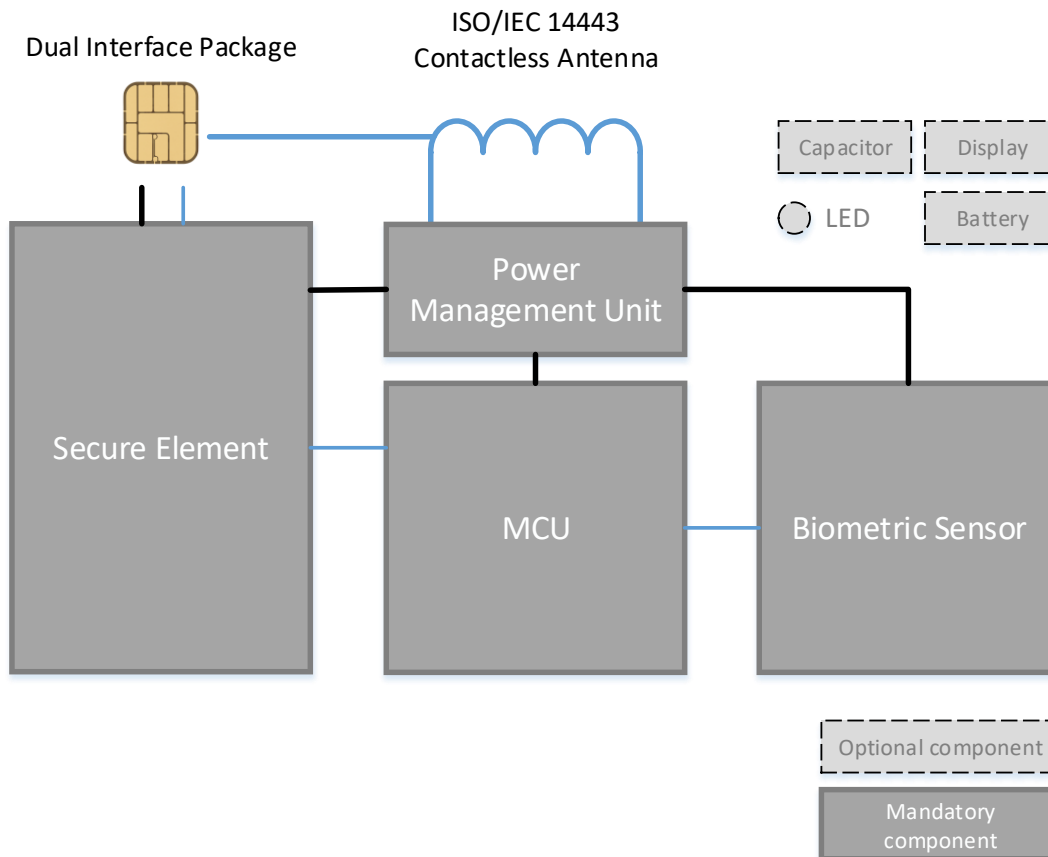 ISO/IEC 14443
Contactless Antenna
Dual Interface Package
Capacitor
Display
LED
Battery
Power
Management Unit
Secure Element
MCU
Biometric Sensor
Optional component
Mandatory
component